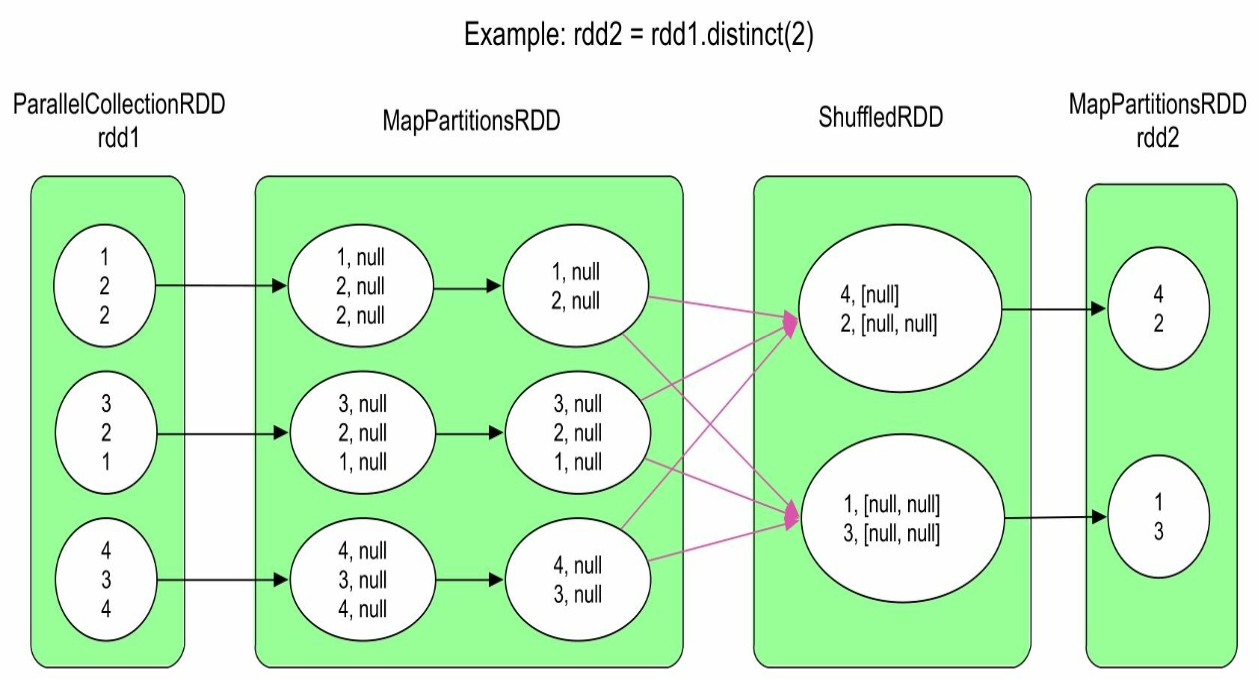 Example: rdd2 = rdd1.distinct(2)
ParallelCollectionRDD
rdd1
MapPartitionsRDD
ShuffledRDD
MapPartitionsRDD
rdd2
1
2
2
3
2
1
4
3
4
1, null
2, null
2, null
3, null
2, null
1, null
4, null
3, null
4, null
1, null
2, null
3, null
2, null
1, null
4, null
3, null
4, [null]
2, [null, null]
1, [null, null]
3, [null, null]
4
2
1
3